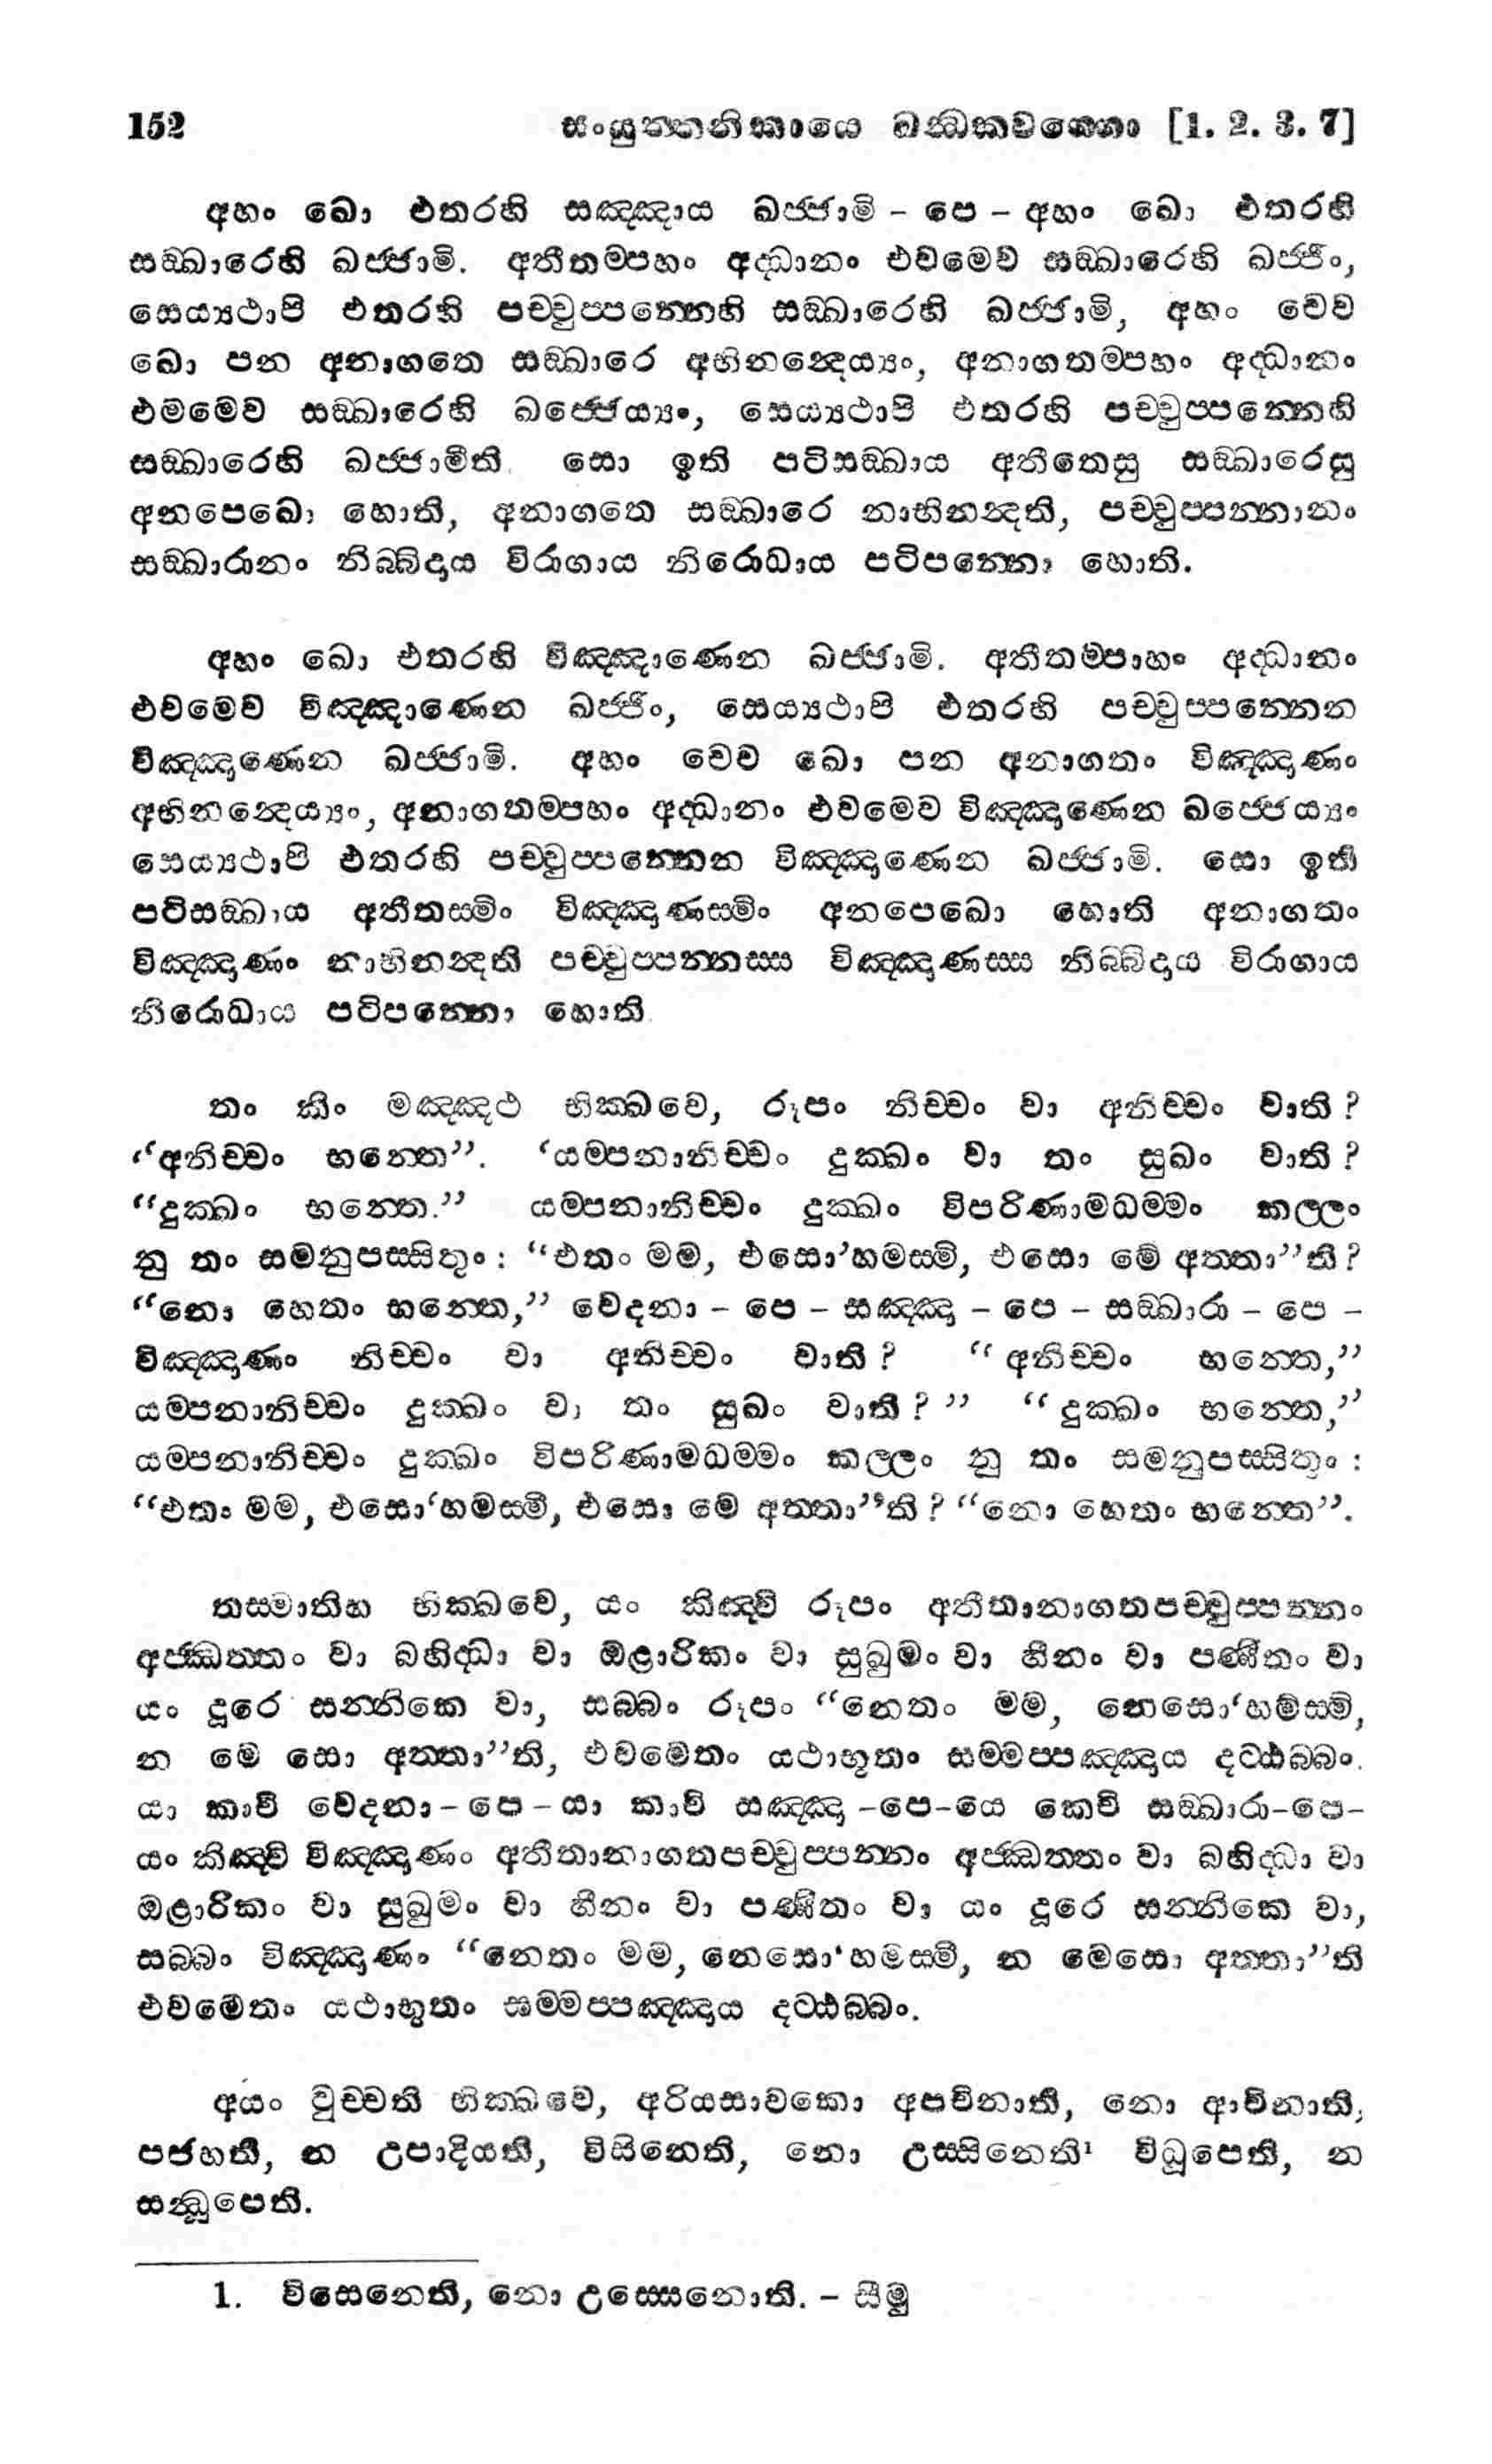 152 සංයුත්තනිකායෙ ඛන්ධකවග්ගො [1. 2. 3. 7]
අහං ඛො එතරහි සඤ්ඤාය ඛජ්ජාමි – පෙ – අහං ඛො එතරහි
සඞ්ඛාරෙහි ඛජ්ජාමි. අතීතම්පහං අද්ධානං එවමෙව සඞ්ඛාරෙහි ඛජ්ජිං,
සෙය්‍යථාපි එතරහි පච්චුප්පන්නෙහි සඞ්ඛාරෙහි ඛජ්ජාමි, අහං චෙව
ඛො පන අනාගතෙ සඞ්ඛාරෙ අභිනන්දෙය්‍යං, අනාගතම්පහං අද්ධානං
එමමෙව සඞ්ඛාරෙහි ඛජ්ජෙය්‍යං, සෙය්‍යථාපි එතරහි පච්චුප්පන්නෙහි
සඞ්ඛාරෙහි ඛජ්ජාමිති. සො ඉති පටිසඞ්ඛාය අතීතෙසු සඞ්ඛාරෙසු
අනපෙඛො හොති, අනාගතෙ සඞ්ඛාරෙ නාභිනන්දති, පච්චුප්පන්නානං
සඞ්ඛාරානං නිබ්බිදාය විරාගාය නිරොධාය පටිපන්නො හොති.
අහං ඛො එතරහි විඤ්ඤාණෙන ඛජ්ජාමි. අතීතම්පාහං අද්ධානං
එවමෙව විඤ්ඤාණෙන ඛජ්ජිං, සෙය්‍යථාපි එතරහි පච්චුප්පන්නෙන
විඤ්ඤාණෙන ඛජ්ජාමි. අහං චෙව ඛො පන අනාගතං විඤ්ඤාණං
අභිනන්දෙය්‍යං, අනාගතම්පහං අද්ධානං එවමෙව විඤ්ඤාණෙන ඛජ්ජෙය්‍යං
සෙය්‍යථාපි එතරහි පච්චුප්පන්නෙන විඤ්ඤාණෙන ඛජ්ජාමි. සො ඉති
පටිසඞ්ඛාය අතීතස්මිං විඤ්ඤාණස්මිං අනපෙඛො හොති අනාගතං
විඤ්ඤාණං නාභිනන්දති පච්චුප්පන්නස්ස විඤ්ඤාණස්ස නිබ්බිදාය විරාගාය
නිරොධාය පටිපන්නො හොති.
තං කිං මඤ්ඤථ භික්ඛවෙ, රූපං නිච්චං වා අනිච්චං වාති?
“අනිච්චං භන්තෙ”. ‘යම්පනානිච්චං දුක්ඛං වා තං සුඛං වාති?
“දුක්ඛං භන්තෙ.” යම්පනානිච්චං දුක්ඛං විපරිණාමධම්මං කල්ලං
නු තං සමනුපස්සිතුං: “එතං මම, එසො’හමස්මි, එසො මෙ අත්තා”ති?
“නො හෙතං භන්තෙ,” වෙදනා – පෙ – සඤ්ඤා – පෙ – සඞ්ඛාරා – පෙ –
විඤ්ඤාණං නිච්චං වා අනිච්චං වාති? “අනිච්චං භන්තෙ,”
යම්පනානිච්චං දුක්ඛං වා තං සුඛං වාති?” “දුක්ඛං භන්තෙ,”
යම්පනානිච්චං දුක්ඛං විපරිණාමධම්මං කල්ලං නු තං සමනුපස්සිතුං:
“එතං මම, එසො‘හමස්මි, එසො මෙ අත්තා”ති? “නො හෙතං භන්තෙ”.
තස්මාතිහ භික්ඛවෙ, යං කිඤ්චි රූපං අතීතානාගතපච්චුප්පන්නං
අජ්ඣත්තං වා බහිද්ධා වා ඔළාරිකං වා සුඛුමං වා හීනං වා පණීතං වා
යං දූරෙ සන්තිකෙ වා, සබ්බං රූපං “නෙතං මම, නෙසො‘හමස්මි,
න මෙ සො අත්තා”ති, එවමෙතං යථාභූතං සම්මප්පඤ්ඤාය දට්ඨබ්බං.
යා කාචි වෙදනා–පෙ–යා කාචි සඤ්ඤා–පෙ–යෙ කෙචි සඞ්ඛාරා–පෙ–
යං කිඤ්චි විඤ්ඤාණං අතීතානාගතපච්චුප්පන්නං අජ්ඣත්තං වා බහිද්ධා වා
ඔළාරිකං වා සුඛුමං වා හීනං වා පණීතං වා යං දූරෙ සන්තිකෙ වා,
සබ්බං විඤ්ඤාණං “නෙතං මම, නෙසො‘හමස්මි, න මෙසො අත්තා”ති
එවමෙතං යථාභූතං සම්මප්පඤ්ඤාය දට්ඨබ්බං.
අයං වුච්චති භික්ඛවෙ, අරියසාවකො අපචිනාති, නො ආචිනාති,
පජහති, න උපාදියති, විසිනෙති, නො උස්සිනෙති¹ විධූපෙති, න
සන්ධූපෙති.
1. විසෙනෙති, නො උස්සෙනොති. – සීමු